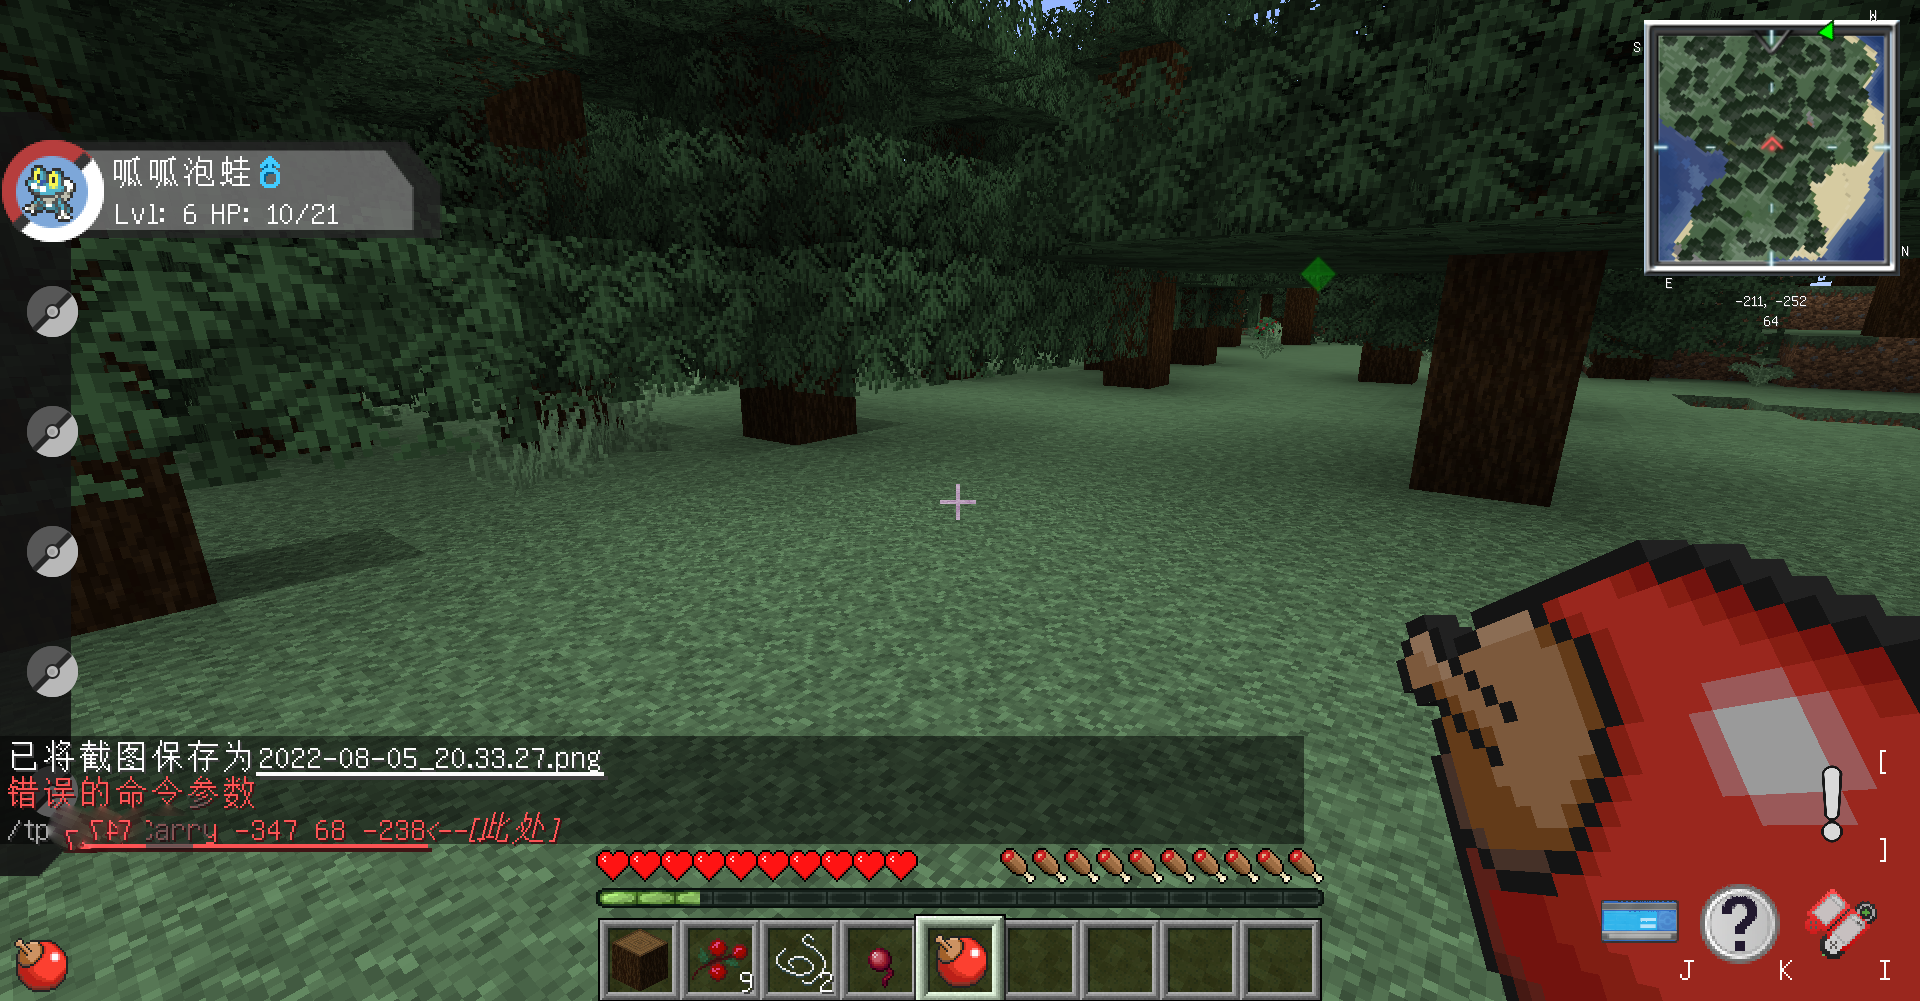 W
S
呱呱泡蛙
Lvl: 6 HP: 10/21
N
E
-211, -252
64
已将截图保存为2022-08-05_20.33.27.png
错误的命令参数
/tp -347 68 -238<--[此处]
[
]
9
2
J
K
I